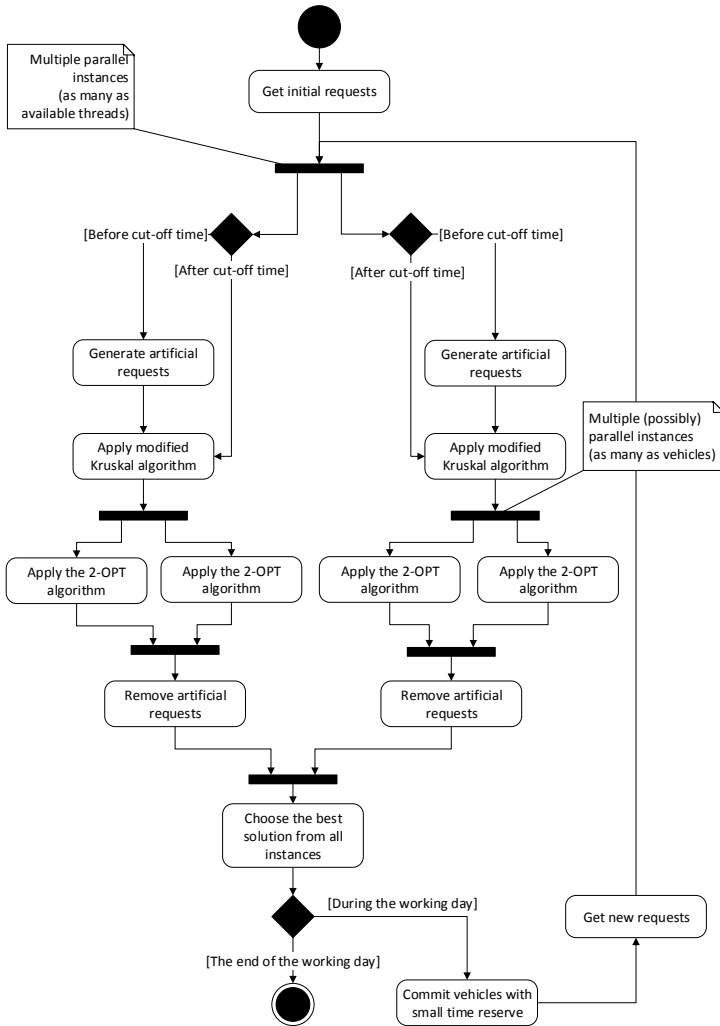 Multiple parallel
instances
(as many as
available threads)
Get initial requests
[Before cut-off time]
[After cut-off time]
[Before cut-off time]
[After cut-off time]
Generate artificial
requests
Generate artificial
requests
Multiple (possibly)
parallel instances
(as many as vehicles)
Apply modified
Kruskal algorithm
Apply modified
Kruskal algorithm
Apply the 2-OPT
algorithm
Apply the 2-OPT
algorithm
Apply the 2-OPT
algorithm
Apply the 2-OPT
algorithm
Remove artificial
requests
Remove artificial
requests
Choose the best
solution from all
instances
[During the working day]
Get new requests
[The end of the working day]
Commit vehicles with
small time reserve